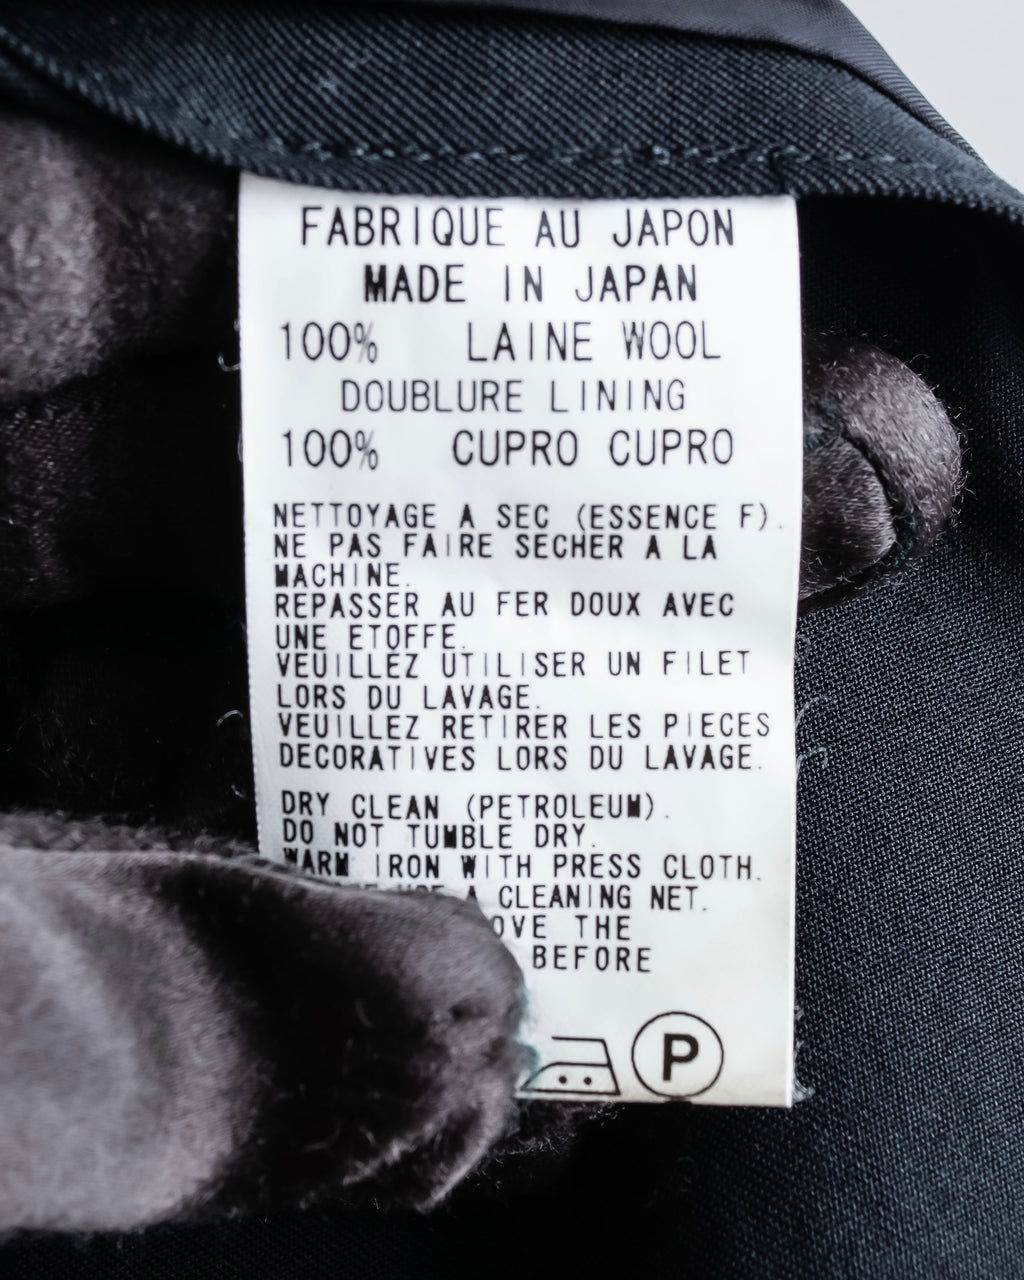 FABRIQUE AU JAPON
MADE IN JAPAN
100% LAINE WOOL
DOUBLURE LINING
100% CUPRO CUPRO
NETTOYAGE A SEC (ESSENCE F).
NE PAS FAIRE SECHER A LA
MACHINE.
REPASSER AU FER DOUX AVEC
UNE ETOFFE.
VEUILLEZ UTILISER UN FILET
LORS DU LAVAGE.
VEUILLEZ RETIRER LES PIECES
DECORATIVES LORS DU LAVAGE.
DRY CLEAN (PETROLEUM).
DO NOT TUMBLE DRY.
WARM IRON WITH PRESS CLOTH.
A CLEANING NET.
THE
BEFORE
P